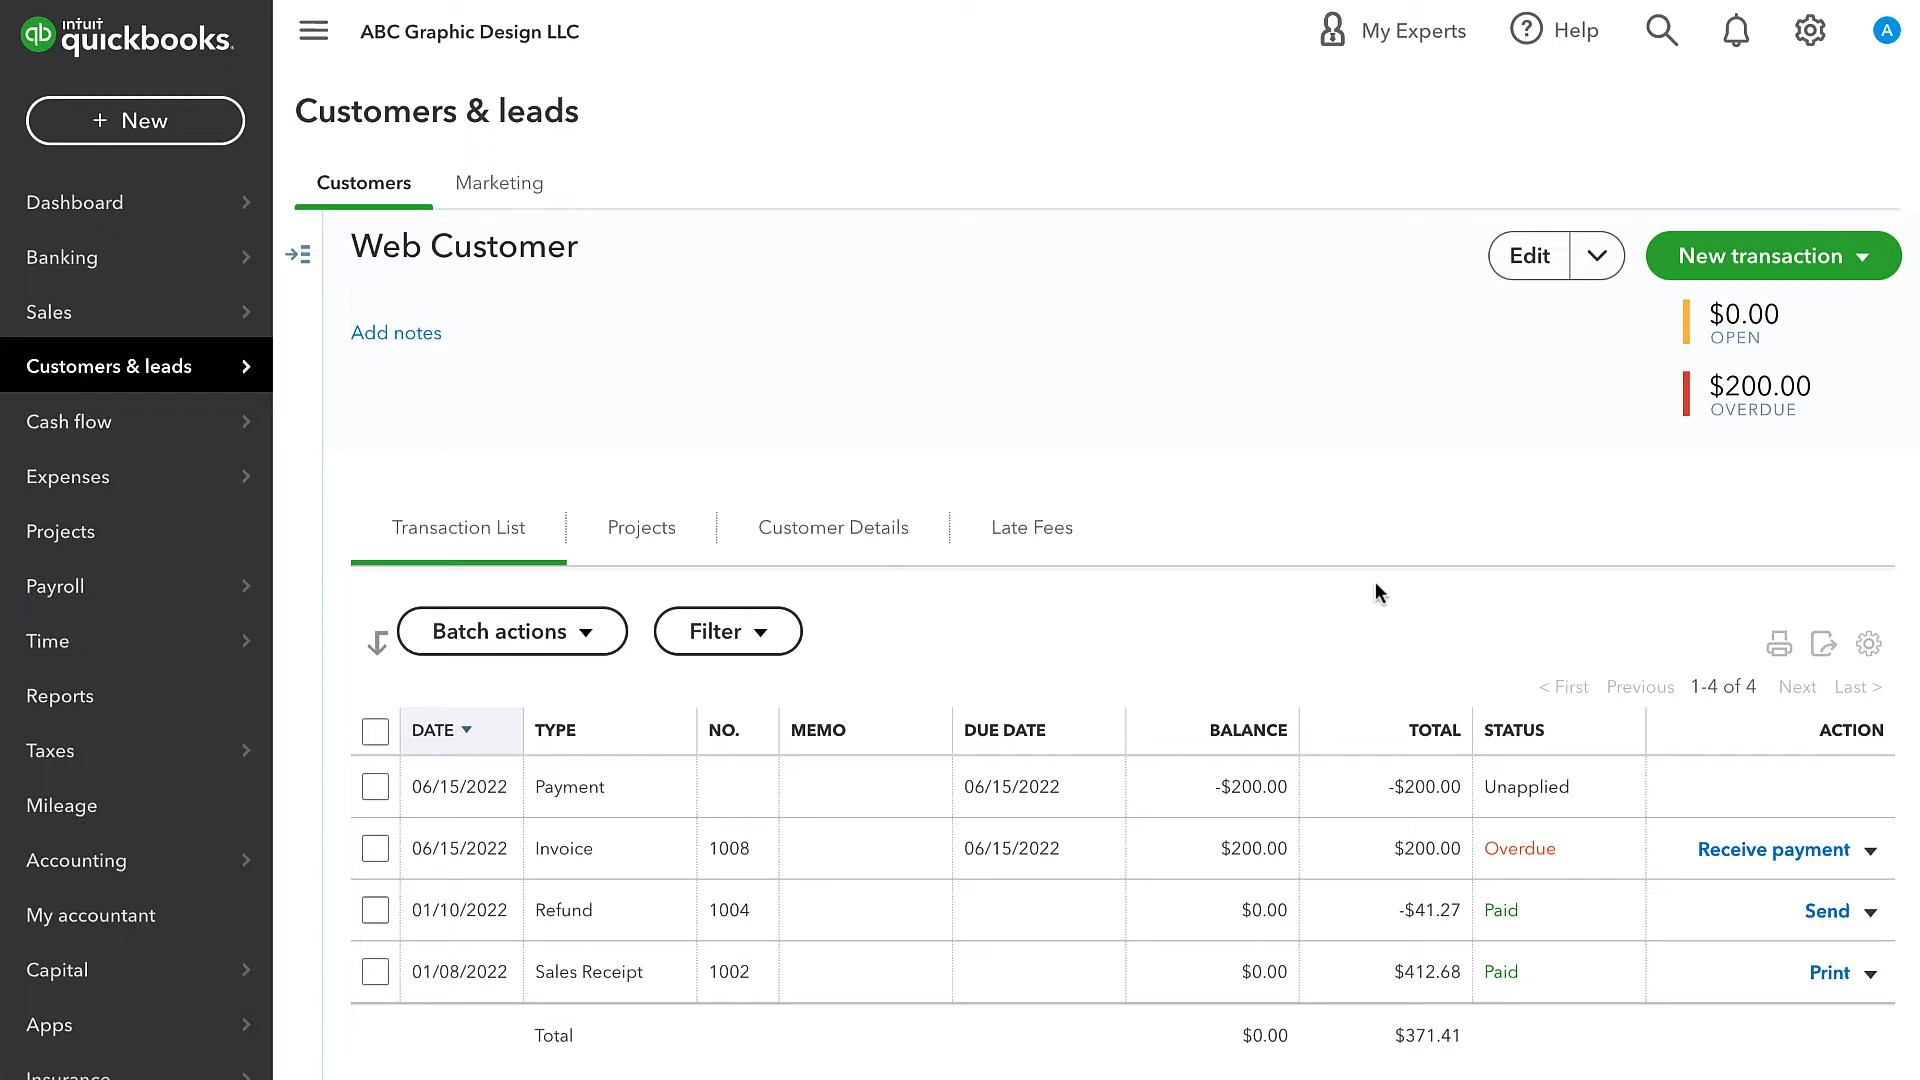 intuit
quickbooks.
ABC Graphic Design LLC
My Experts
Help
A
+ New
Customers & leads
Customers
Marketing
Dashboard
Banking
Sales
Customers & leads
Cash flow
Expenses
Projects
Payroll
Time
Reports
Taxes
Mileage
Accounting
My accountant
Capital
Apps
Insurance
Web Customer
Edit
New transaction
Add notes
$0.00
OPEN
$200.00
OVERDUE
Transaction List
Projects
Customer Details
Late Fees
Batch actions
Filter
< First Previous 1-4 of 4 Next Last >
DATE TYPE NO. MEMO DUE DATE BALANCE TOTAL STATUS ACTION
06/15/2022 Payment 06/15/2022 -$200.00 -$200.00 Unapplied
06/15/2022 Invoice 1008 06/15/2022 $200.00 $200.00 Overdue Receive payment
01/10/2022 Refund 1004 $0.00 -$41.27 Paid Send
01/08/2022 Sales Receipt 1002 $0.00 $412.68 Paid Print
Total $0.00 $371.41